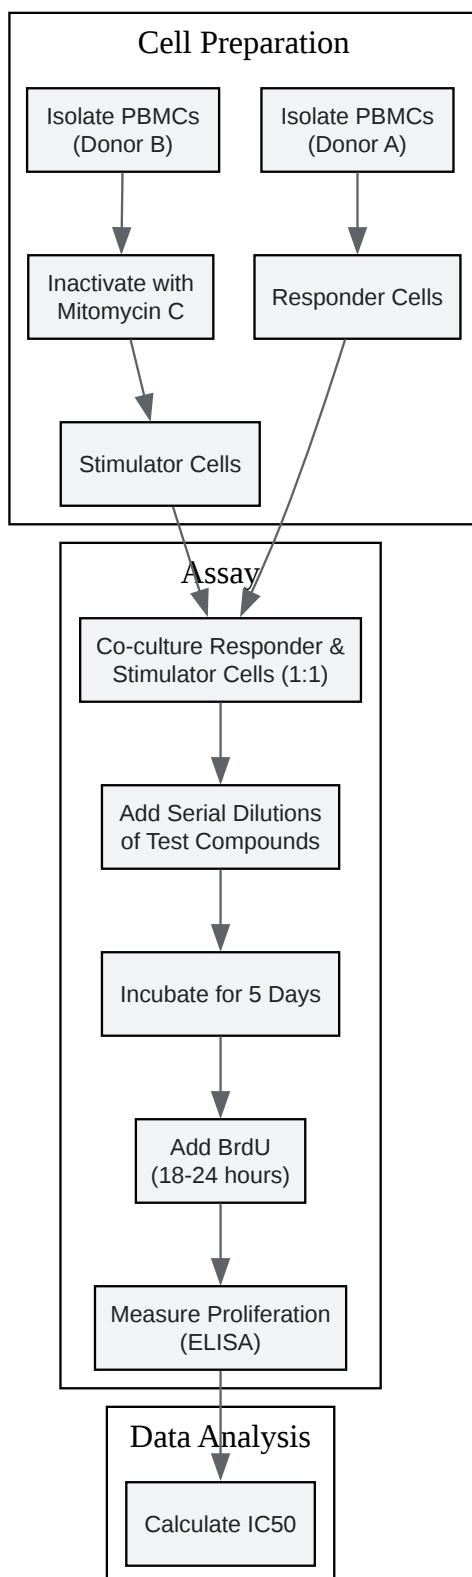 Cell Preparation
Isolate PBMCs
(Donor B)
Isolate PBMCs
(Donor A)
Inactivate with
Mitomycin C
Responder Cells
Stimulator Cells
Assay
Co-culture Responder &
Stimulator Cells (1:1)
Add Serial Dilutions
of Test Compounds
Incubate for 5 Days
Add BrdU
(18-24 hours)
Measure Proliferation
(ELISA)
Data Analysis
Calculate IC50